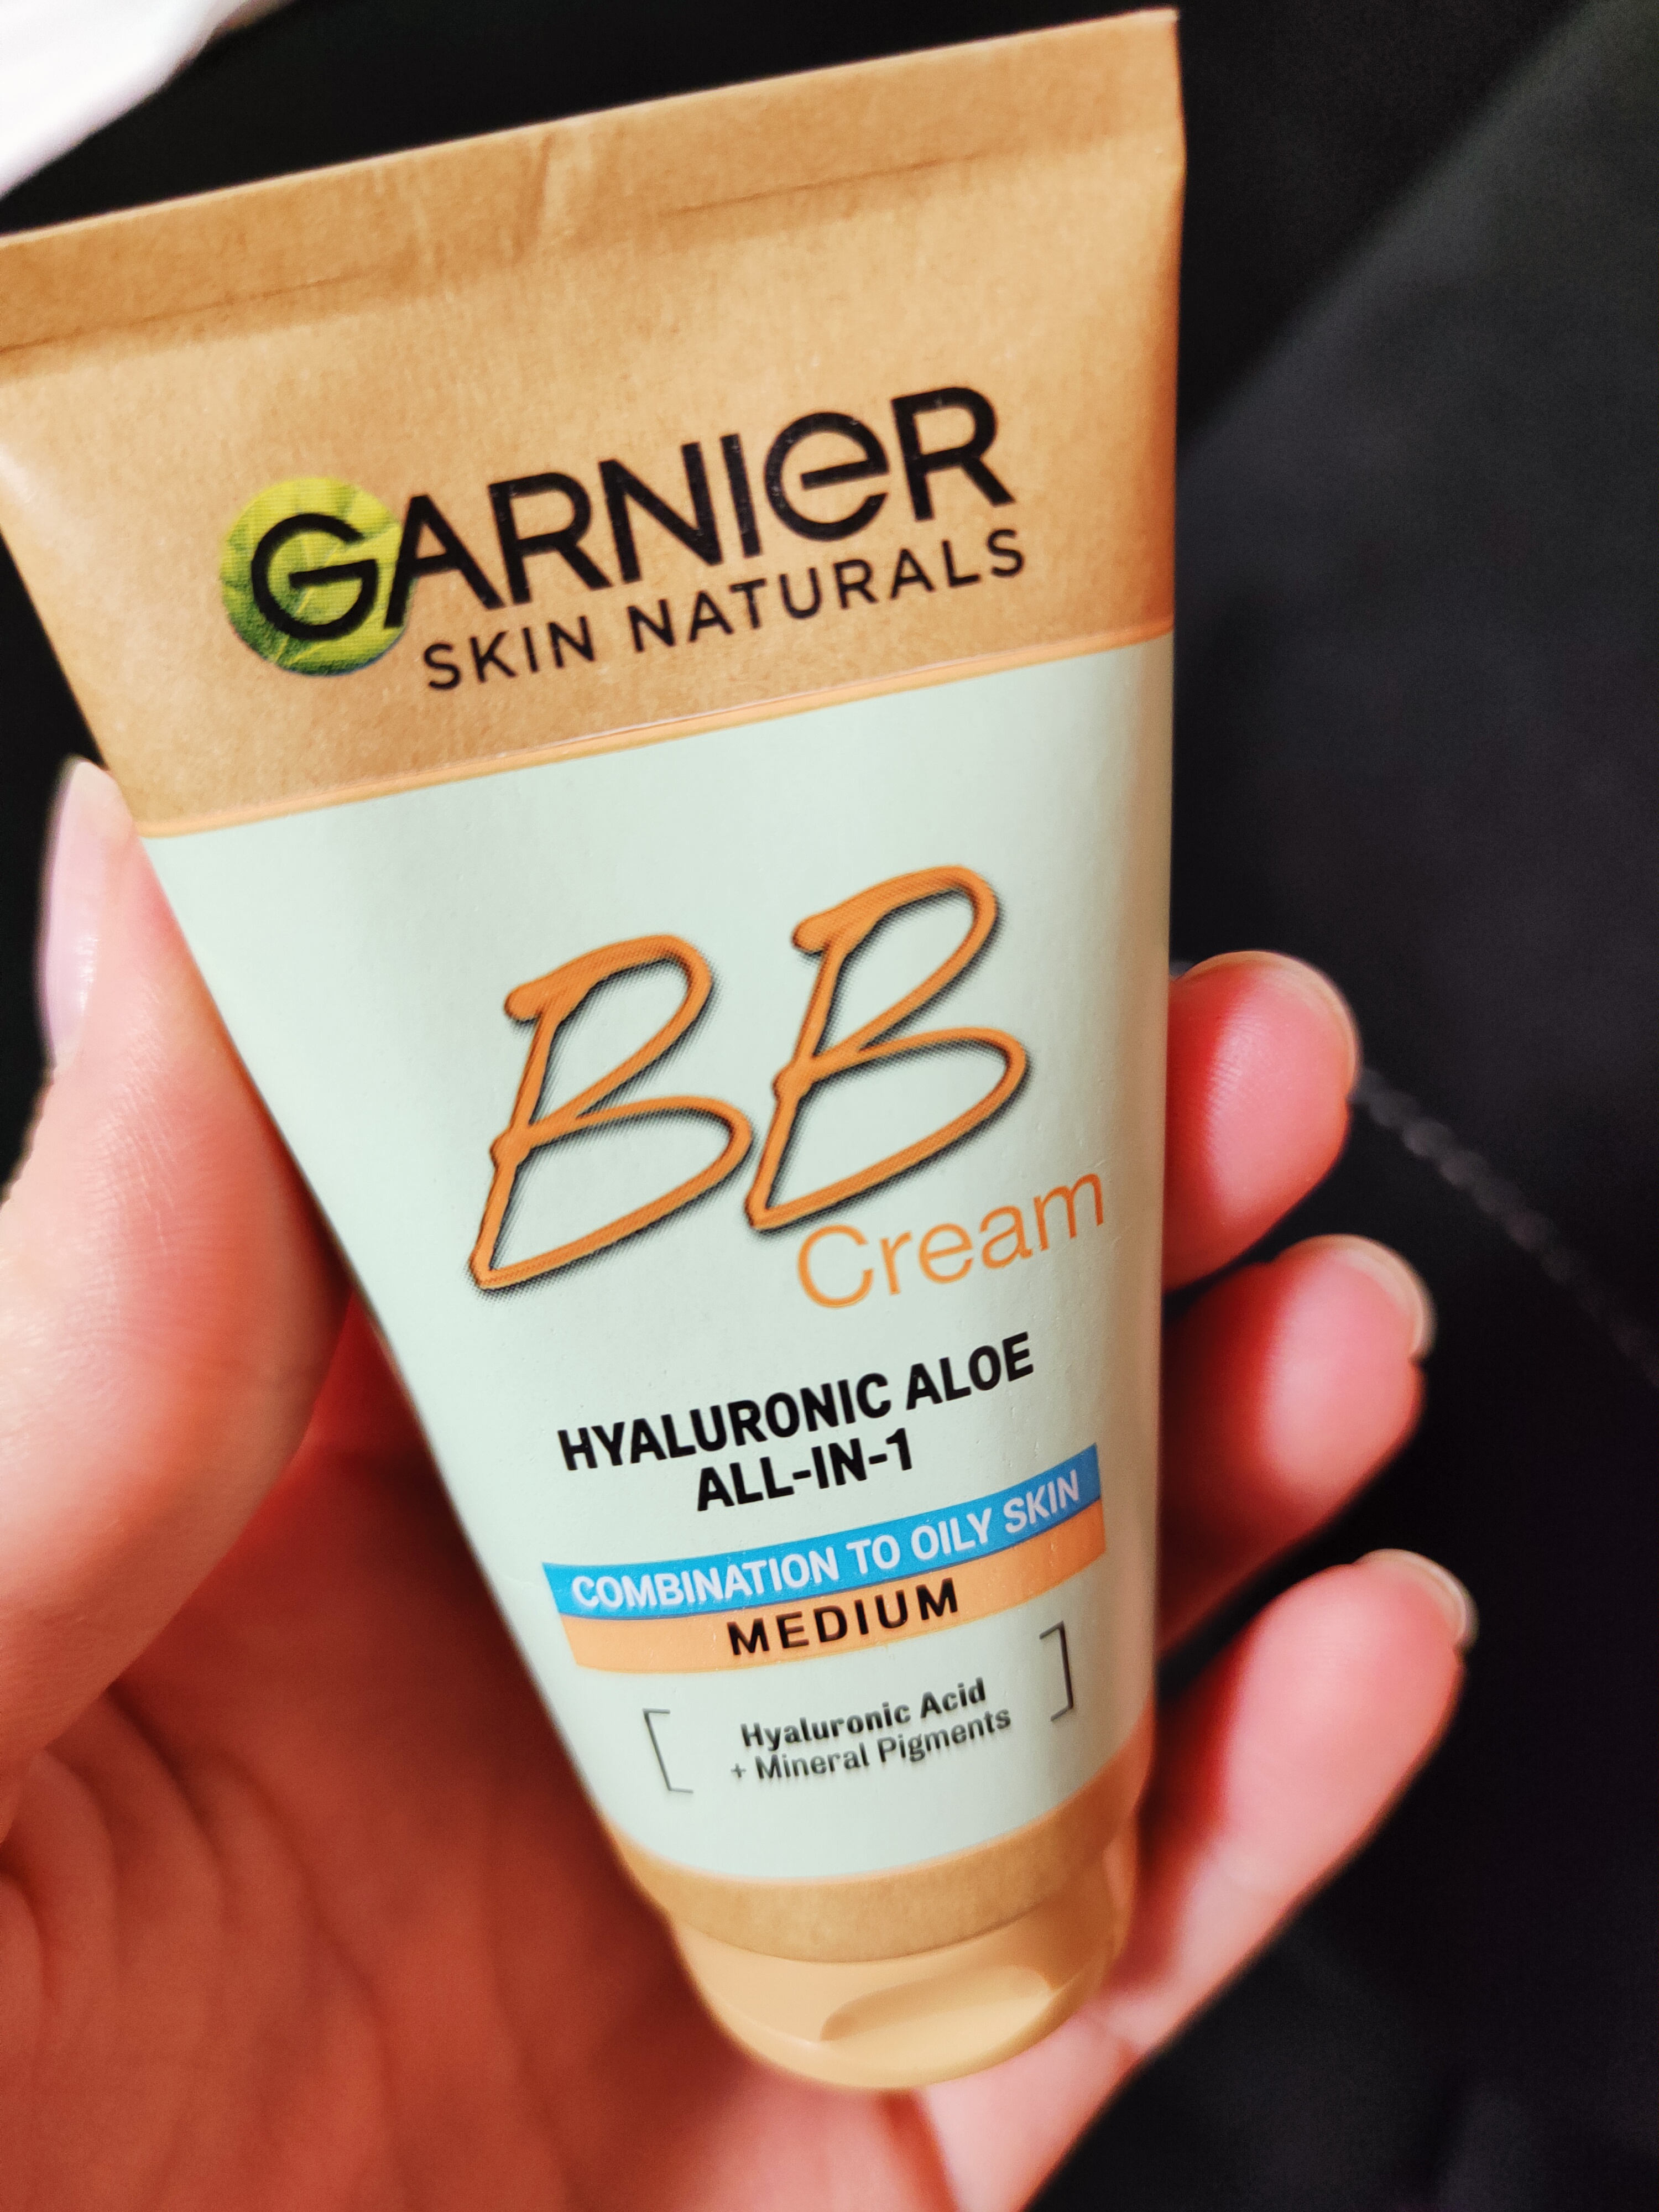 GARNIER
SKIN NATURALS
BB
Cream
HYALURONIC ALOE
ALL-IN-1
COMBINATION TO OILY SKIN
MEDIUM
Hyaluronic Acid
+ Mineral Pigments